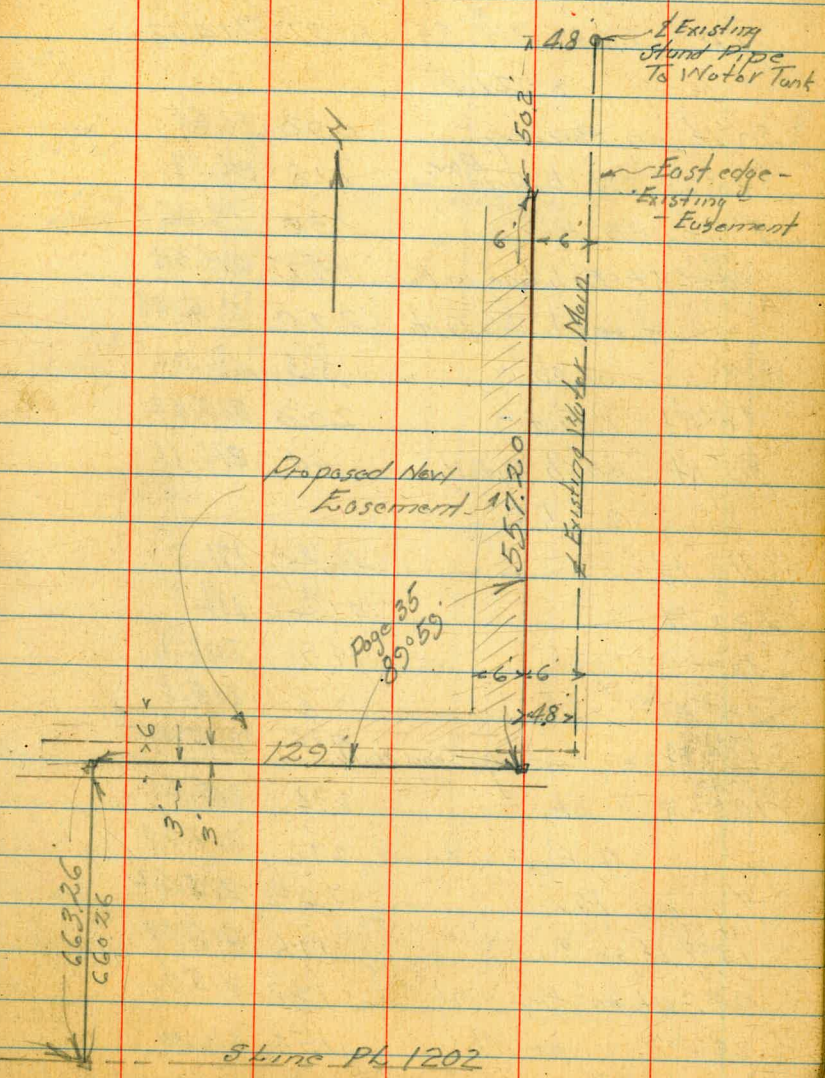 4.8'
℄ Existing
Stand Pipe
To Water Tank
502'
N
East edge -
Existing -
- Easement
6'
6'
℄ Existing Water Main
Proposed New
Easement
557.20
Page 35
89°59'
6'
6'
4.8'
6'
129'
3'
3'
663.26
660.26
S Line PL 1202